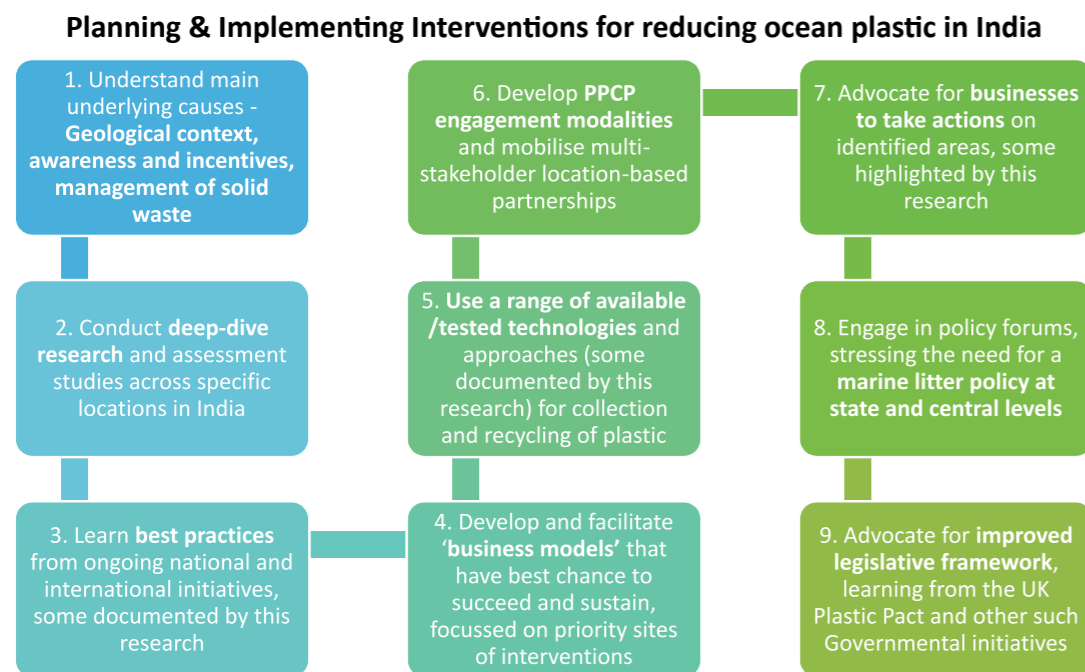 Planning & Implementing Interventions for reducing ocean plastic in India
1. Understand main
underlying causes -
Geological context,
awareness and incentives,
management of solid
waste
2. Conduct deep-dive
research and assessment
studies across specific
locations in India
3. Learn best practices
from ongoing national and
international initiatives,
some documented by this
research
4. Develop and facilitate
‘business models’ that
have best chance to
succeed and sustain,
focussed on priority sites
of interventions
5. Use a range of available
/tested technologies and
approaches (some
documented by this
research) for collection
and recycling of plastic
6. Develop PPCP
engagement modalities
and mobilise multi-
stakeholder location-based
partnerships
7. Advocate for businesses
to take actions on
identified areas, some
highlighted by this
research
8. Engage in policy forums,
stressing the need for a
marine litter policy at
state and central levels
9. Advocate for improved
legislative framework,
learning from the UK
Plastic Pact and other such
Governmental initiatives